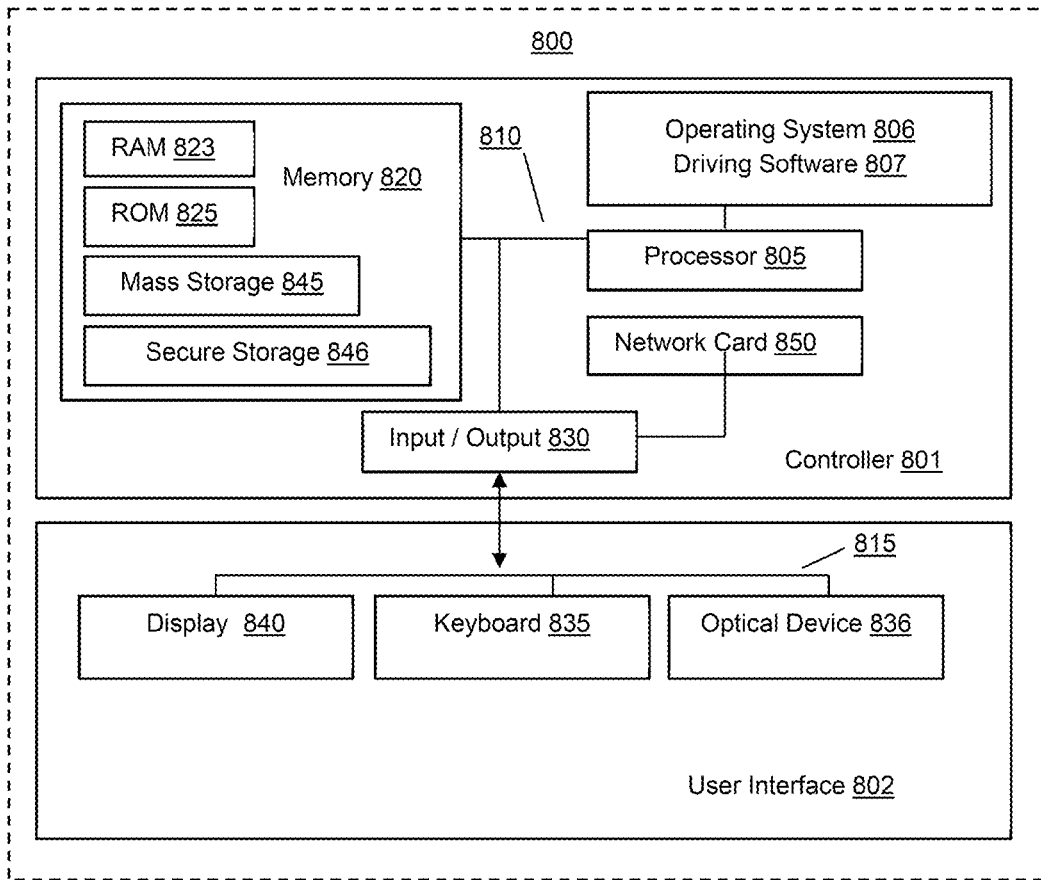 800
RAM 823
Memory 820
ROM 825
Mass Storage 845
Secure Storage 846
810
Operating System 806
Driving Software 807
Processor 805
Network Card 850
Input / Output 830
Controller 801
815
Display 840
Keyboard 835
Optical Device 836
User Interface 802